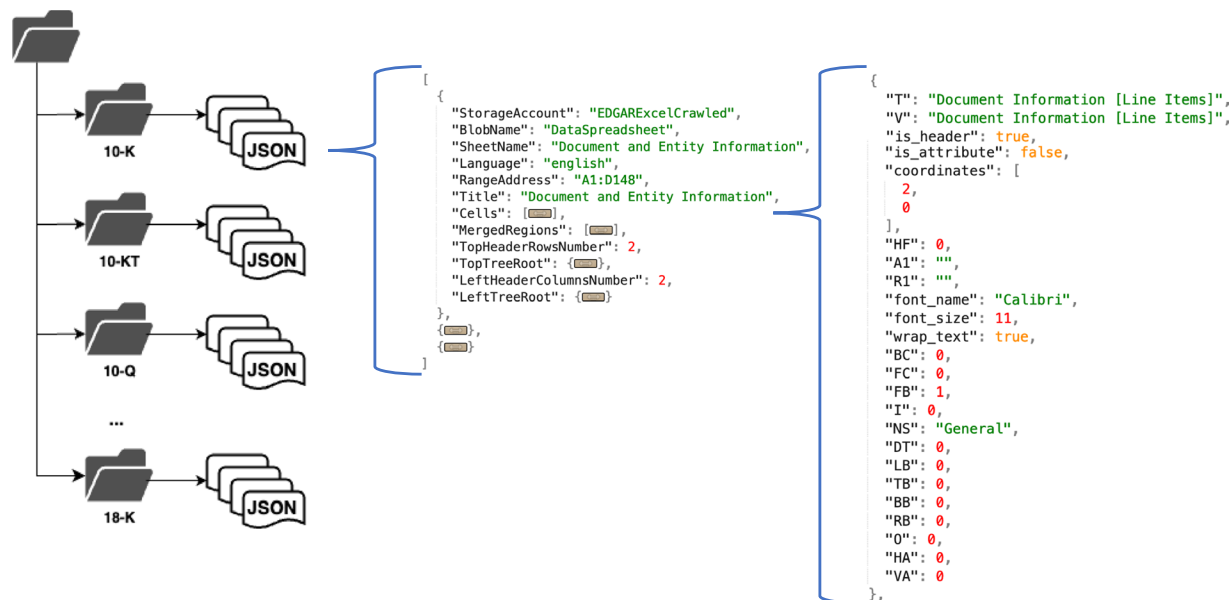 JSON
10-K
JSON
10-KT
JSON
10-Q
...
JSON
18-K
[
{
"StorageAccount": "EDGARExcelCrawled",
"BlobName": "DataSpreadsheet",
"SheetName": "Document and Entity Information",
"Language": "english",
"RangeAddress": "A1:D148",
"Title": "Document and Entity Information",
"Cells": [],
"MergedRegions": [],
"TopHeaderRowsNumber": 2,
"TopTreeRoot": {},
"LeftHeaderColumnsNumber": 2,
"LeftTreeRoot": {}
},
{},
{}
]
{
"T": "Document Information [Line Items]",
"V": "Document Information [Line Items]",
"is_header": true,
"is_attribute": false,
"coordinates": [
2,
0
],
"HF": 0,
"A1": "",
"R1": "",
"font_name": "Calibri",
"font_size": 11,
"wrap_text": true,
"BC": 0,
"FC": 0,
"FB": 1,
"I": 0,
"NS": "General",
"DT": 0,
"LB": 0,
"TB": 0,
"BB": 0,
"RB": 0,
"O": 0,
"HA": 0,
"VA": 0
},